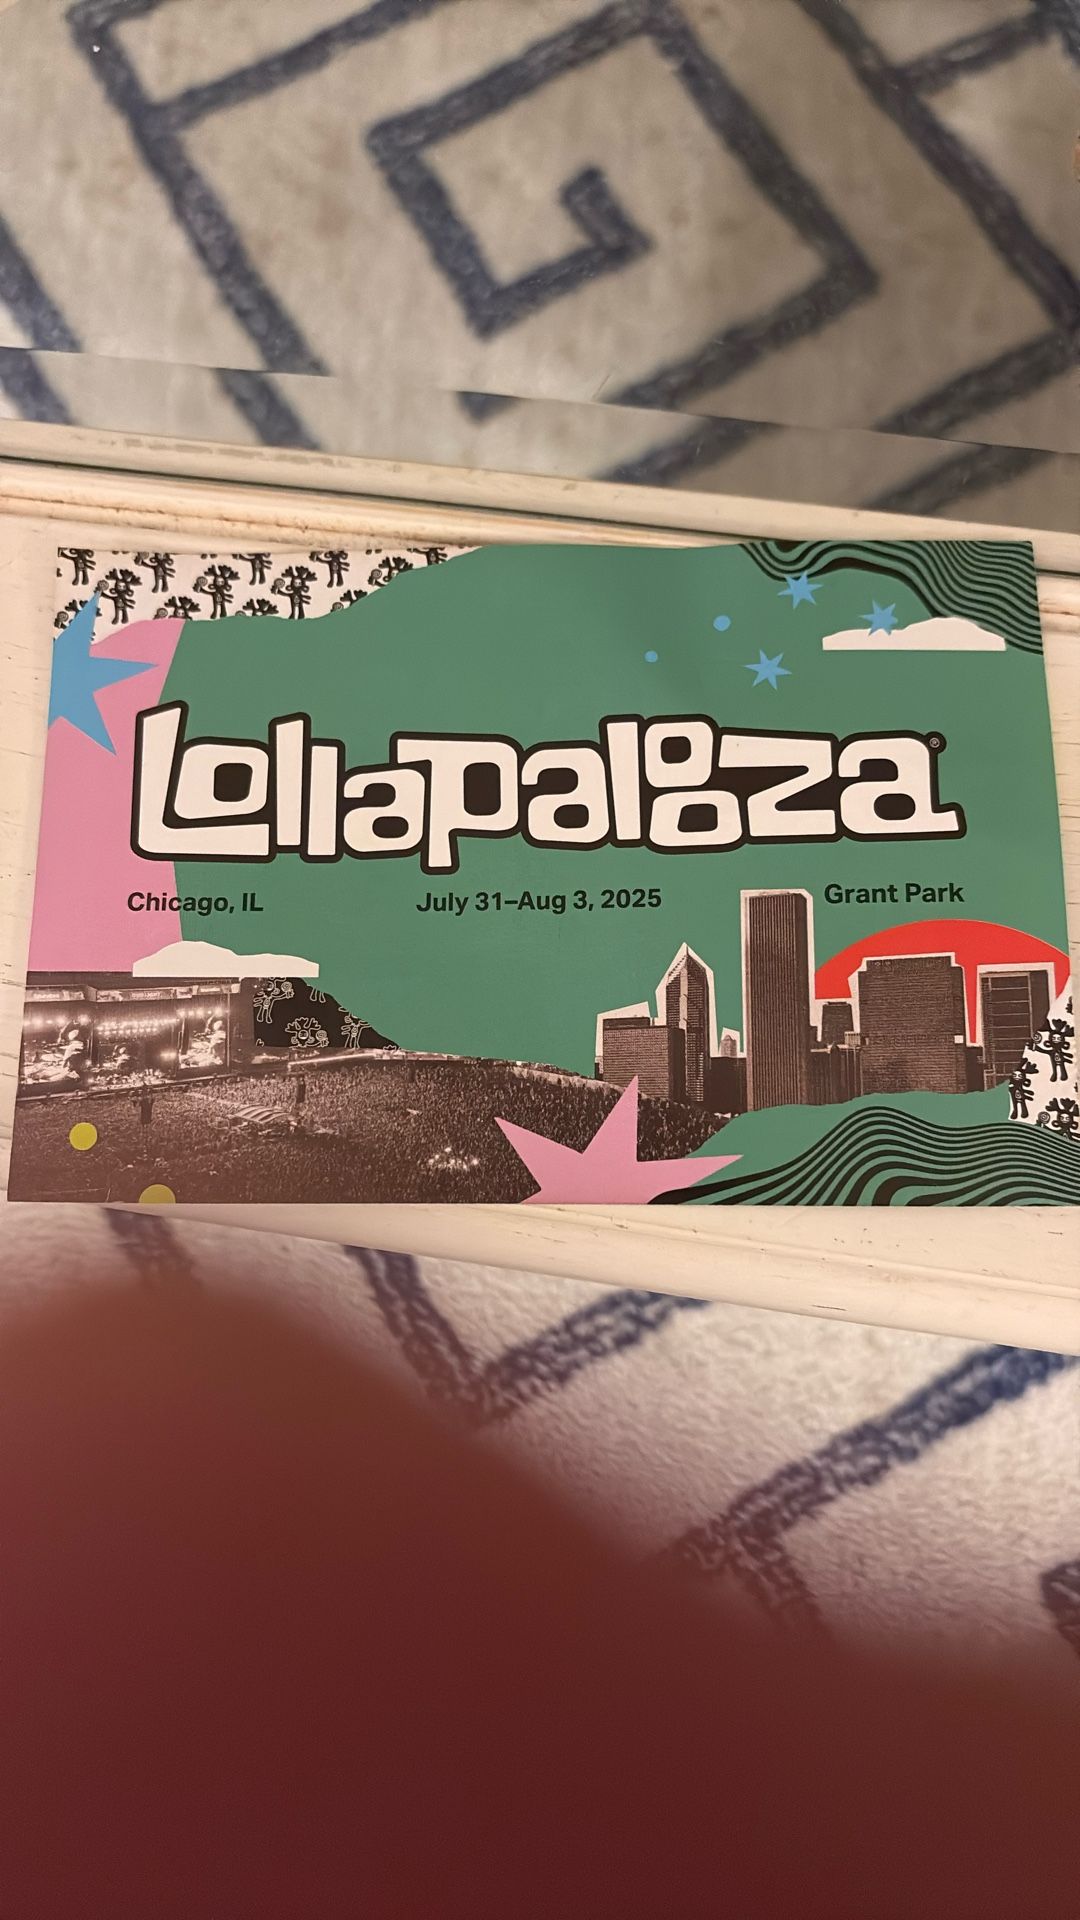 Lollapalooza®
Chicago, IL
July 31–Aug 3, 2025
Grant Park